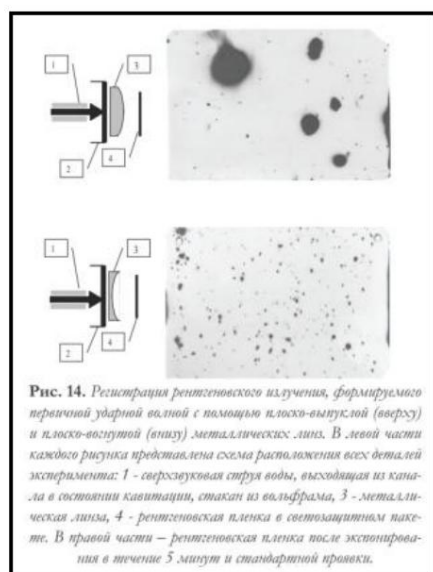 1
3
2
4
1
3
2
4
Рис. 14. Регистрация рентгеновского излучения, формируемого
первичной ударной волной с помощью плоско-выпуклой (вверху)
и плоско-вогнутой (внизу) металлических линз. В левой части
каждого рисунка представлена схема расположения всех деталей
эксперимента: 1 - сверхзвуковая струя воды, выходящая из кана-
ла в состоянии кавитации, стакан из вольфрама, 3 - металли-
ческая линза, 4 - рентгеновская пленка в светозащитном паке-
те. В правой части – рентгеновская пленка после экспонирова-
ния в течение 5 минут и стандартной проявки.